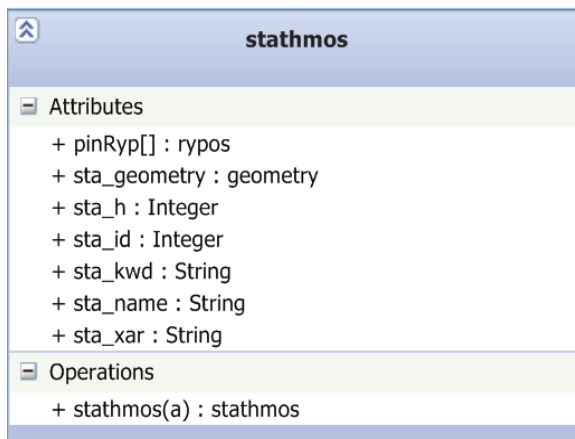 stathmos
Attributes
+ pinRyp[] : rypos
+ sta_geometry : geometry
+ sta_h : Integer
+ sta_id : Integer
+ sta_kwd : String
+ sta_name : String
+ sta_xar : String
Operations
+ stathmos(a) : stathmos